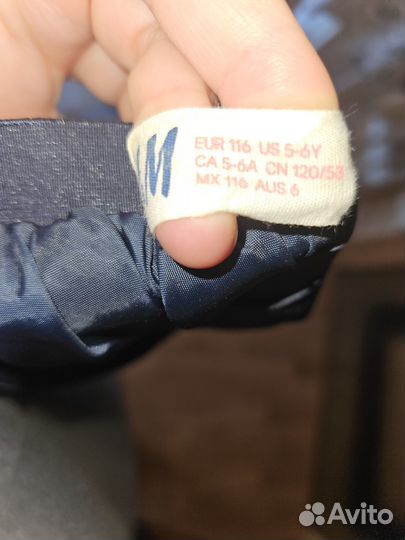 M
EUR 116 US 5-6Y
CA 5-6A CN 120/53
MX 116 AUS 6
Avito